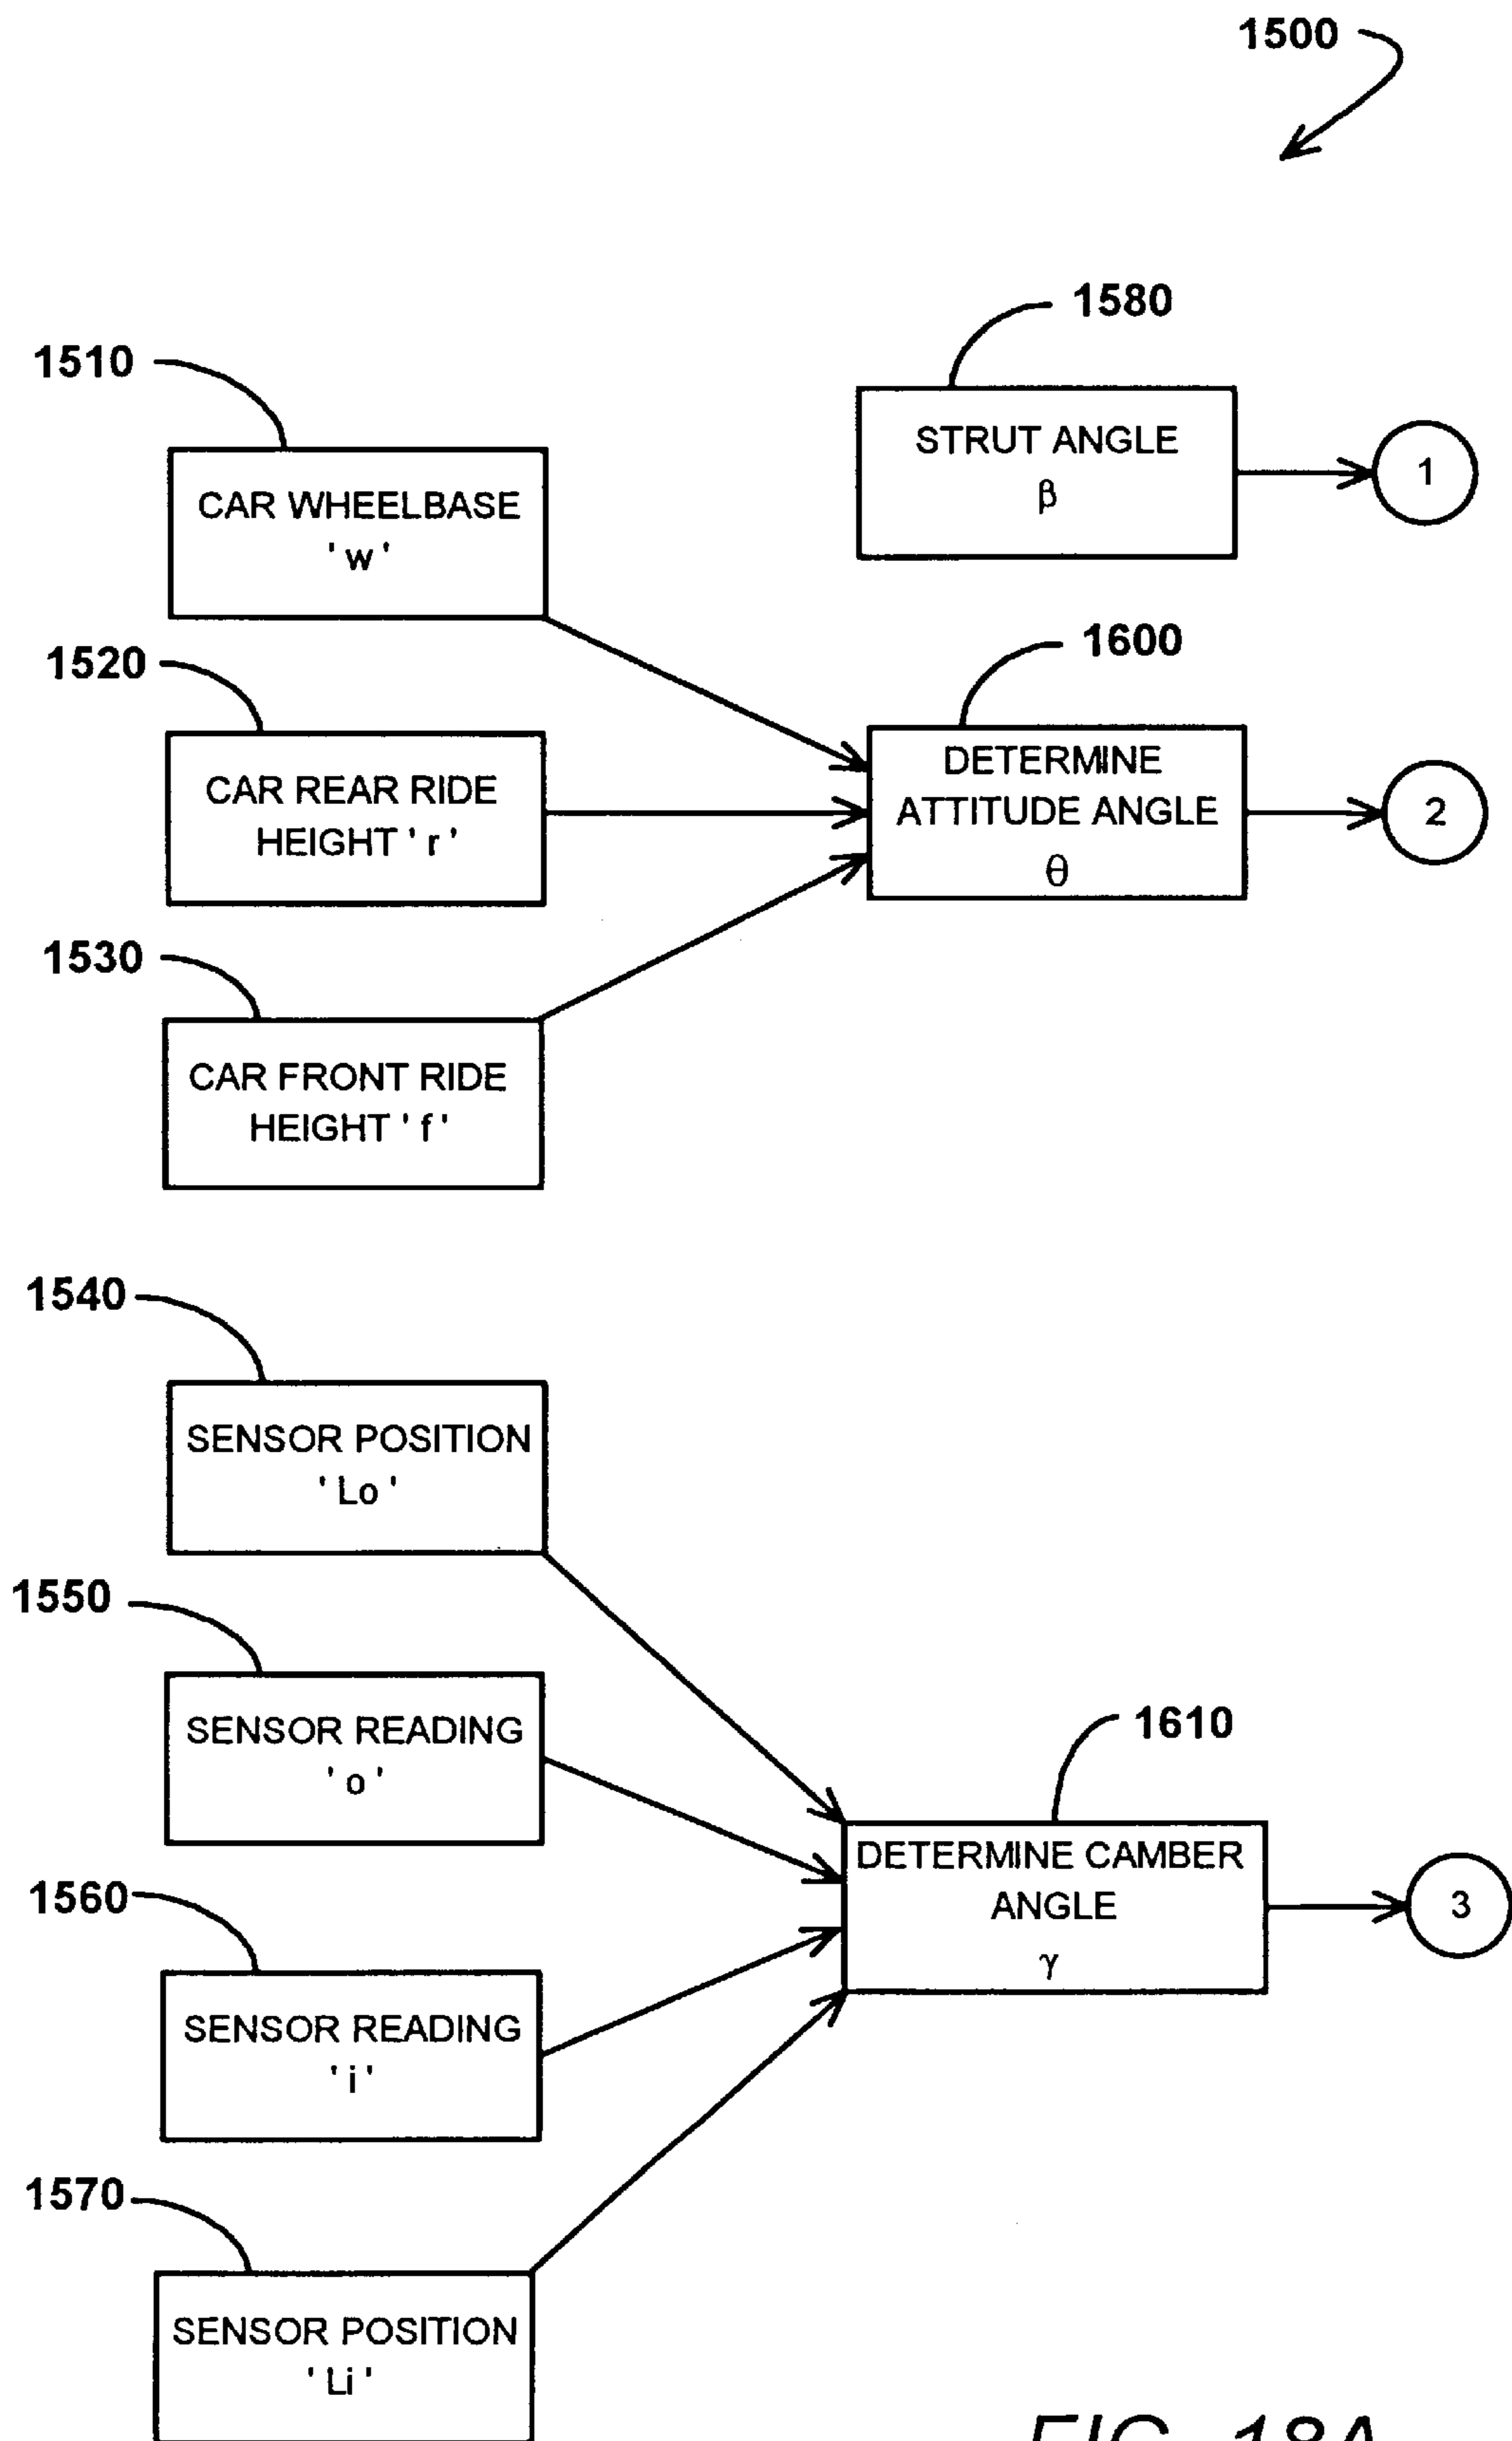 1500
1580
1510
STRUT ANGLE
β
1
CAR WHEELBASE
' w '
1520
1600
CAR REAR RIDE
HEIGHT ' r '
DETERMINE
ATTITUDE ANGLE
θ
2
1530
CAR FRONT RIDE
HEIGHT ' f '
1540
SENSOR POSITION
' Lo '
1550
SENSOR READING
' o '
1610
DETERMINE CAMBER
ANGLE
γ
3
1560
SENSOR READING
' i '
1570
SENSOR POSITION
' Li '
FIG. 18A